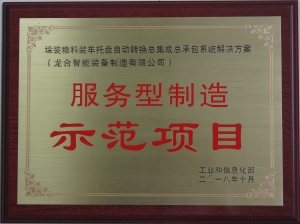 垛装物料装车托盘自动转换总集成总承包系统解决方案
（龙合智能装备制造有限公司）
服务型制造
示范项目
工业和信息化部
二〇一八年十月